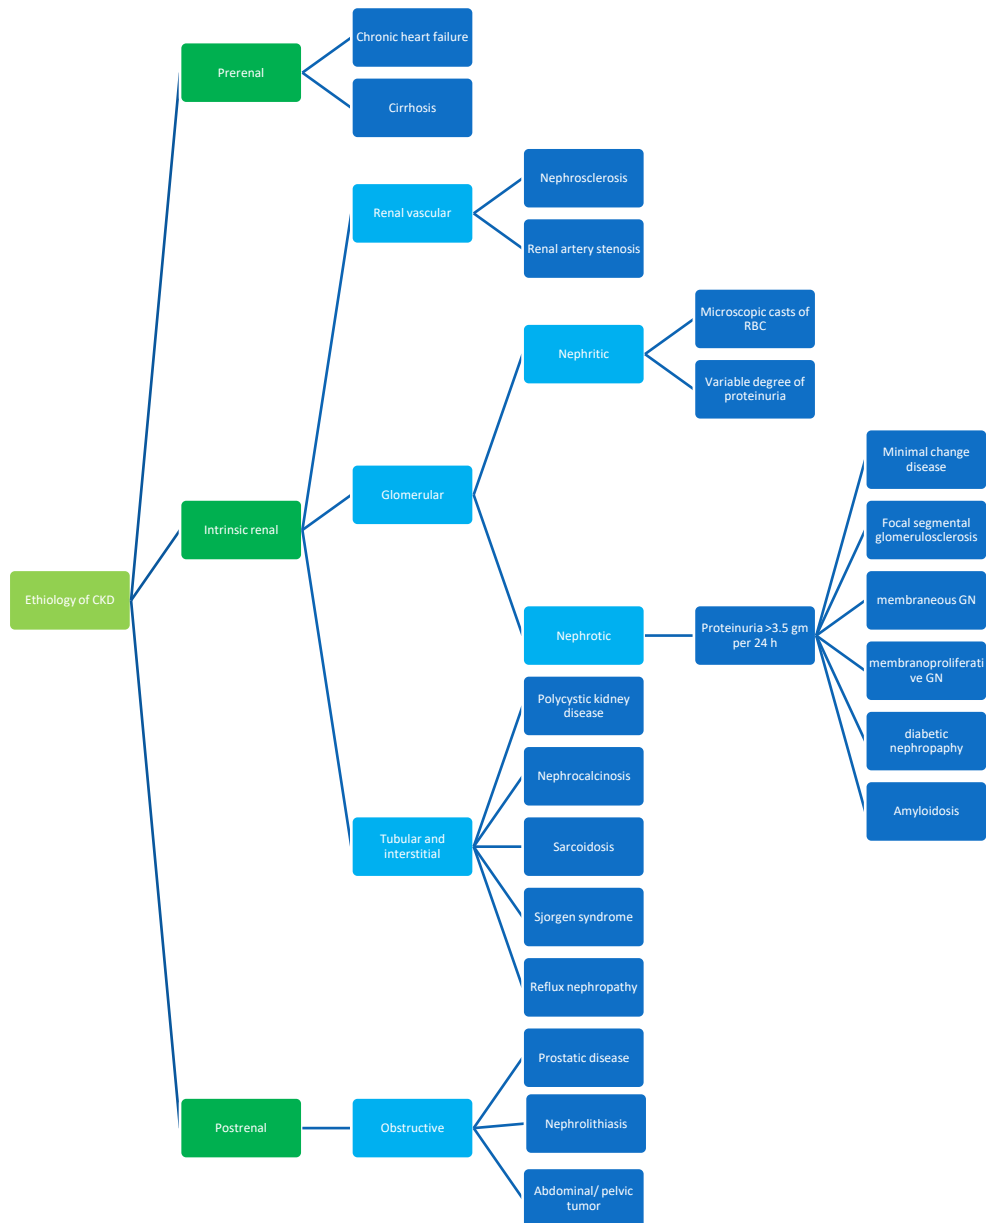 Ethiology of CKD
Prerenal
Chronic heart failure
Cirrhosis
Intrinsic renal
Renal vascular
Nephrosclerosis
Renal artery stenosis
Glomerular
Nephritic
Microscopic casts of
RBC
Variable degree of
proteinuria
Nephrotic
Proteinuria >3.5 gm
per 24 h
Minimal change
disease
Focal segmental
glomerulosclerosis
membraneous GN
membranoproliferati
ve GN
diabetic
nephropaphy
Amyloidosis
Tubular and
interstitial
Polycystic kidney
disease
Nephrocalcinosis
Sarcoidosis
Sjorgen syndrome
Reflux nephropathy
Postrenal
Obstructive
Prostatic disease
Nephrolithiasis
Abdominal/ pelvic
tumor